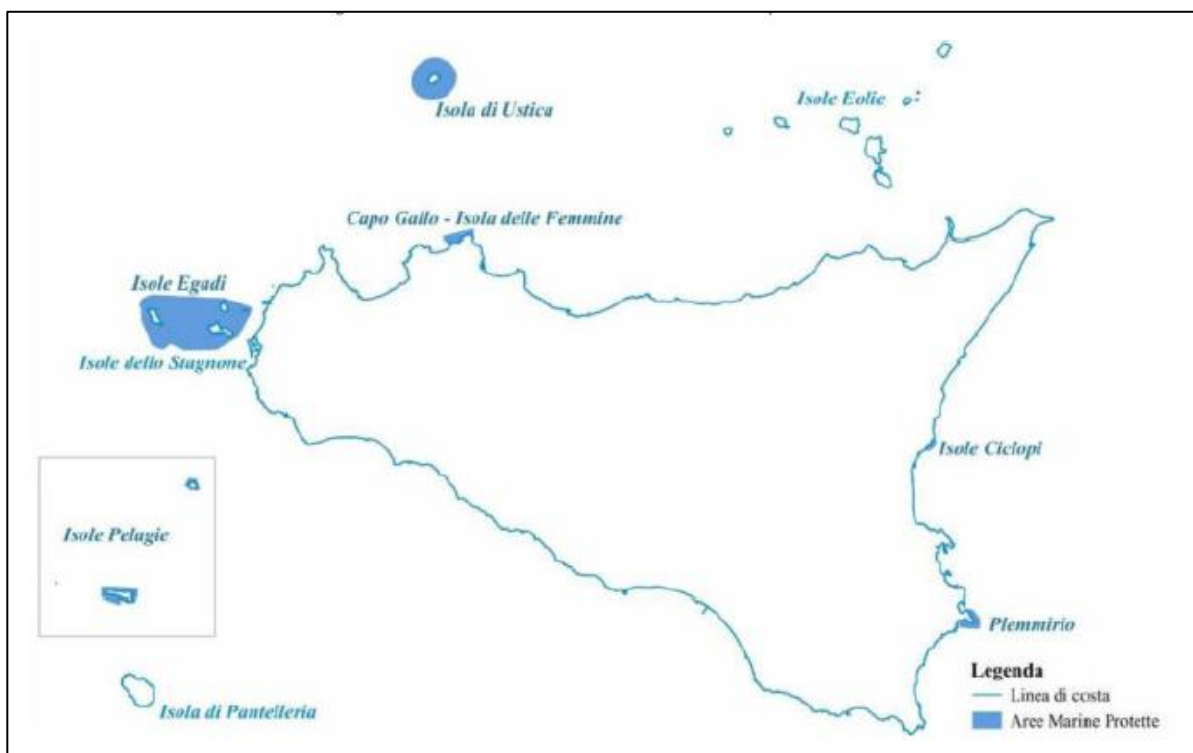 Isola di Ustica
Isole Eolie
Capo Gallo - Isola delle Femmine
Isole Egadi
Isole dello Stagnone
Isole Ciclopi
Isole Pelagie
Plemmirio
Isola di Pantelleria
Legenda
Linea di costa
Aree Marine Protette